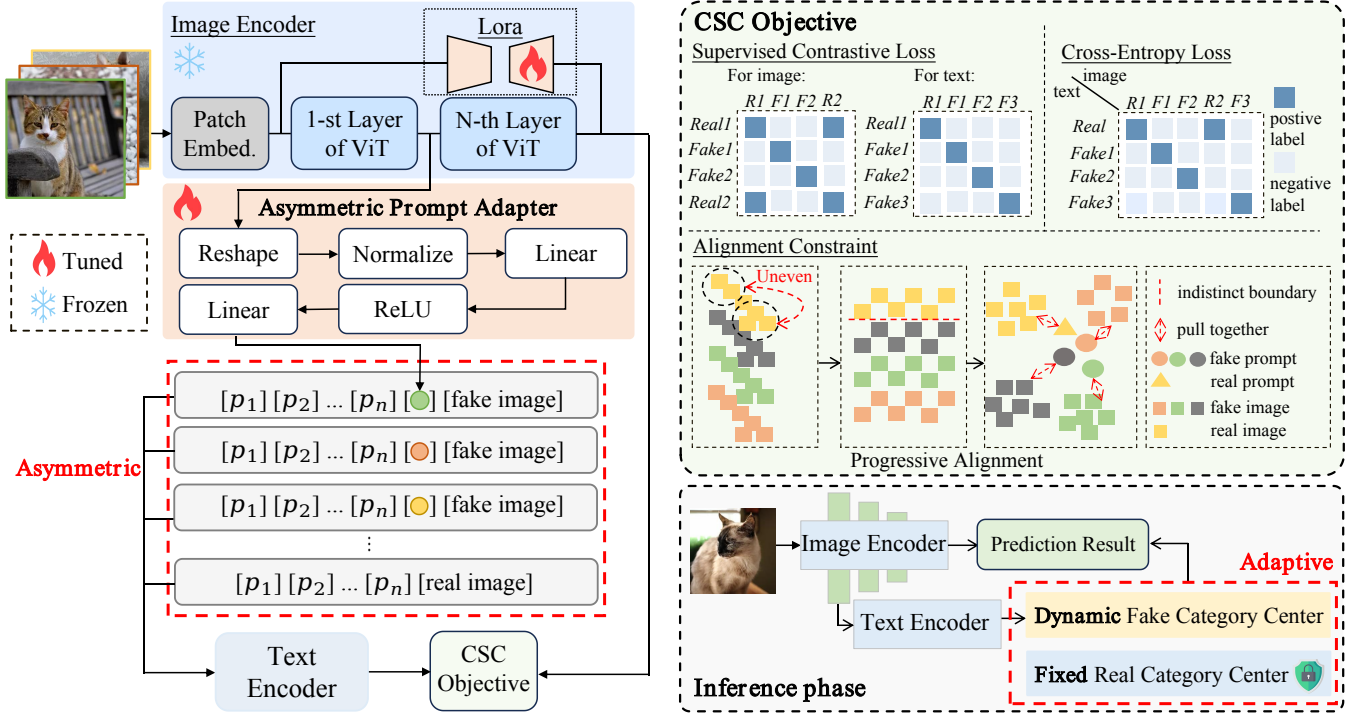 Image Encoder
Lora
Patch
Embed.
1-st Layer
of ViT
N-th Layer
of ViT
Asymmetric Prompt Adapter
Reshape
Normalize
Linear
Linear
ReLU
Tuned
Frozen
Asymmetric
[p1] [p2] ... [pn] [ ] [fake image]
[p1] [p2] ... [pn] [ ] [fake image]
[p1] [p2] ... [pn] [ ] [fake image]
⋮
[p1] [p2] ... [pn] [real image]
Text
Encoder
CSC
Objective
CSC Objective
Supervised Contrastive Loss
For image:
R1 F1 F2 R2
Real1
Fake1
Fake2
Real2
For text:
R1 F1 F2 F3
Real1
Fake1
Fake2
Fake3
Cross-Entropy Loss
image
text
R1 F1 F2 R2 F3
Real
Fake1
Fake2
Fake3
postive
label
negative
label
Alignment Constraint
Uneven
indistinct boundary
pull together
fake prompt
real prompt
fake image
real image
Progressive Alignment
Image Encoder
Prediction Result
Text Encoder
Adaptive
Dynamic Fake Category Center
Fixed Real Category Center
Inference phase